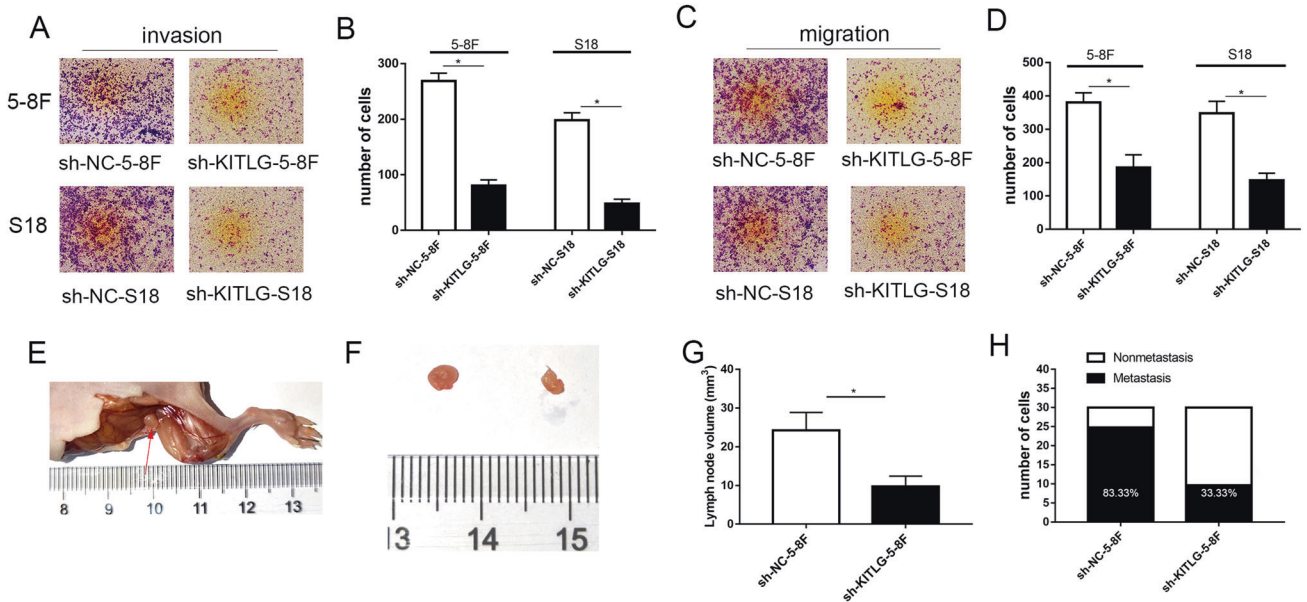 A
invasion
5-8F
sh-NC-5-8F
sh-KITLG-5-8F
S18
sh-NC-S18
sh-KITLG-S18
B
5-8F
S18
*
*
number of cells
300
200
100
0
sh-NC-5-8F
sh-KITLG-5-8F
sh-NC-S18
sh-KITLG-S18
C
migration
sh-NC-5-8F
sh-KITLG-5-8F
sh-NC-S18
sh-KITLG-S18
D
5-8F
S18
*
*
number of cells
500
400
300
200
100
0
sh-NC-5-8F
sh-KITLG-5-8F
sh-NC-S18
sh-KITLG-S18
E
8 9 10 11 12 13
F
13 14 15
G
Lymph node volume (mm³)
40
30
20
10
0
*
sh-NC-5-8F
sh-KITLG-5-8F
H
Nonmetastasis
Metastasis
number of cells
40
35
30
25
20
15
10
5
0
83.33%
33.33%
sh-NC-5-8F
sh-KITLG-5-8F